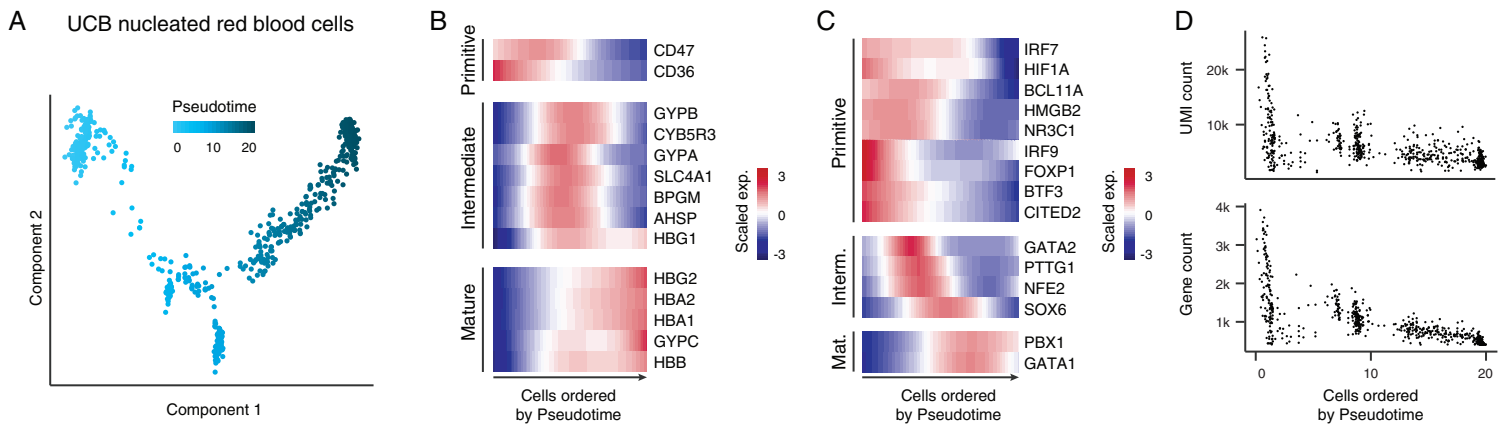 A
UCB nucleated red blood cells
Pseudotime
0 10 20
Component 2
Component 1
B
Primitive
CD47
CD36
Intermediate
GYPB
CYB5R3
GYPA
SLC4A1
BPGM
AHSP
HBG1
Mature
HBG2
HBA2
HBA1
GYPC
HBB
Cells ordered
by Pseudotime
Scaled exp.
3
0
-3
C
Primitive
IRF7
HIF1A
BCL11A
HMGB2
NR3C1
IRF9
FOXP1
BTF3
CITED2
Interm.
GATA2
PTTG1
NFE2
SOX6
Mat.
PBX1
GATA1
Cells ordered
by Pseudotime
Scaled exp.
3
0
-3
D
UMI count
20k
10k
Gene count
4k
3k
2k
1k
0 10 20
Cells ordered
by Pseudotime